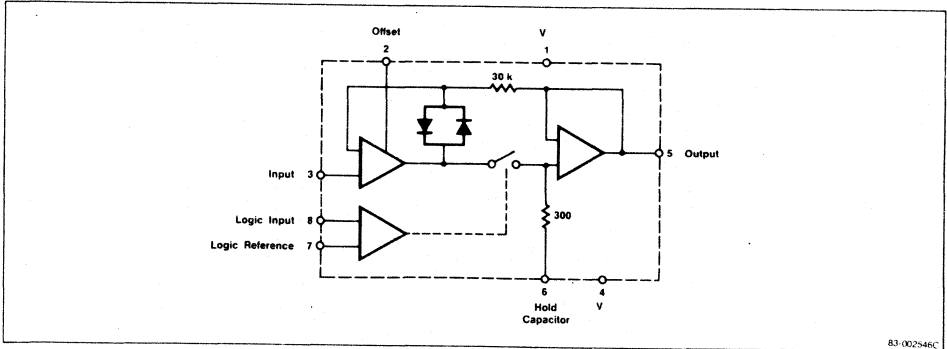 Offset
2
V
1
30 k
5 Output
Input 3
Logic Input 8
Logic Reference 7
300
6
Hold
Capacitor
4
V
83-002546C